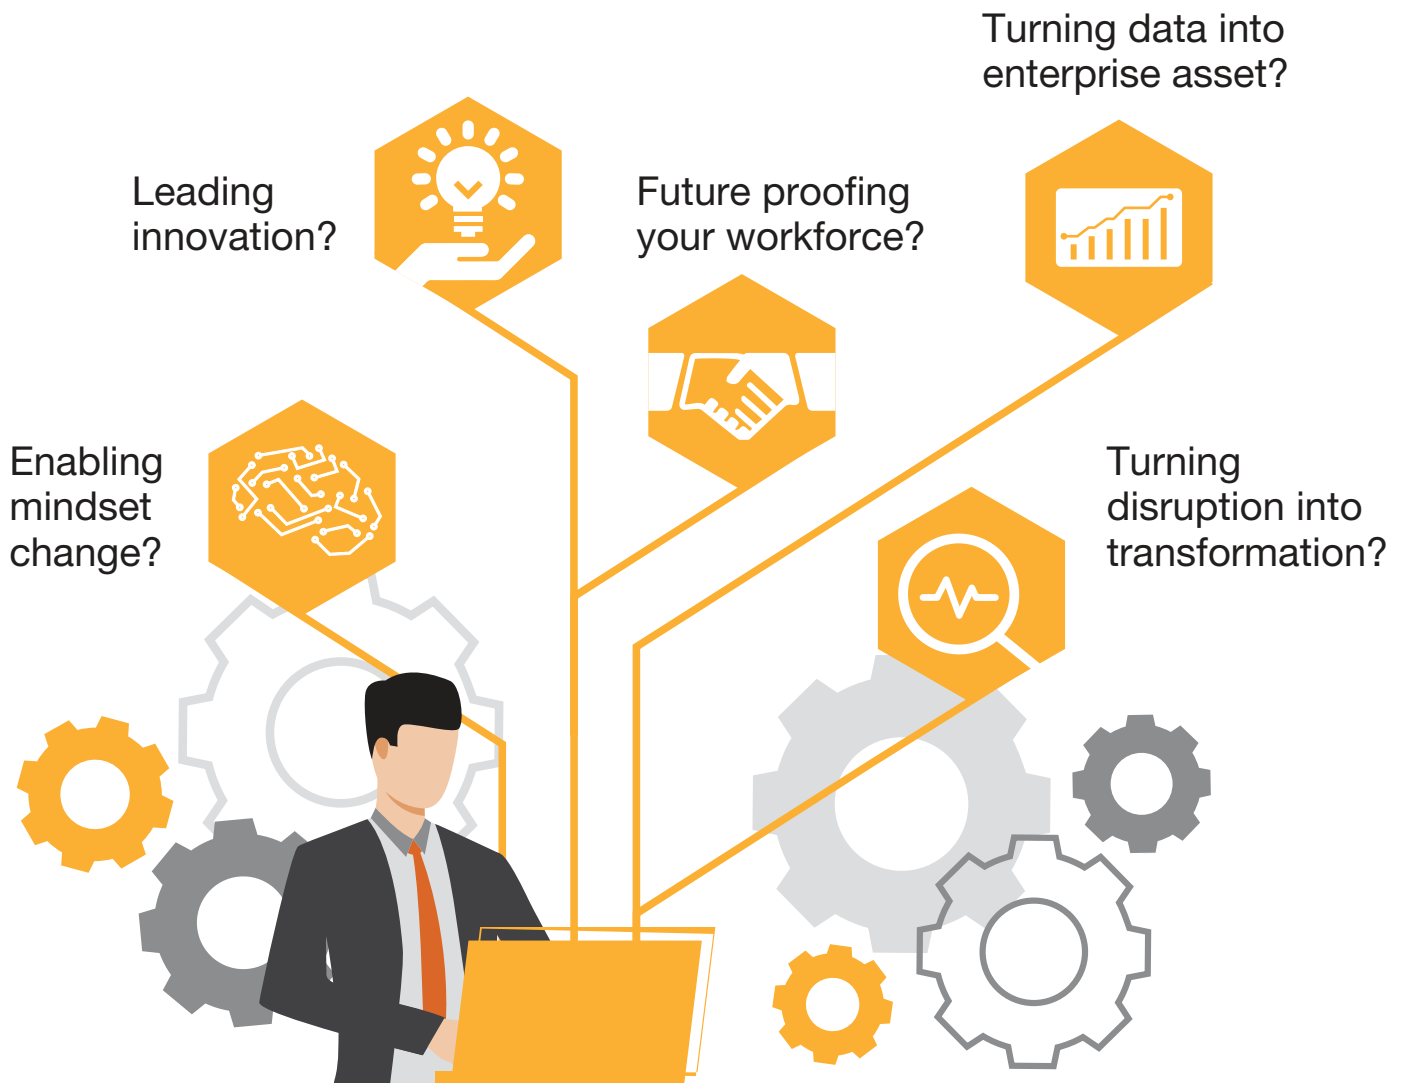 Turning data into
enterprise asset?
Leading
innovation?
Future proofing
your workforce?
Enabling
mindset
change?
Turning
disruption into
transformation?